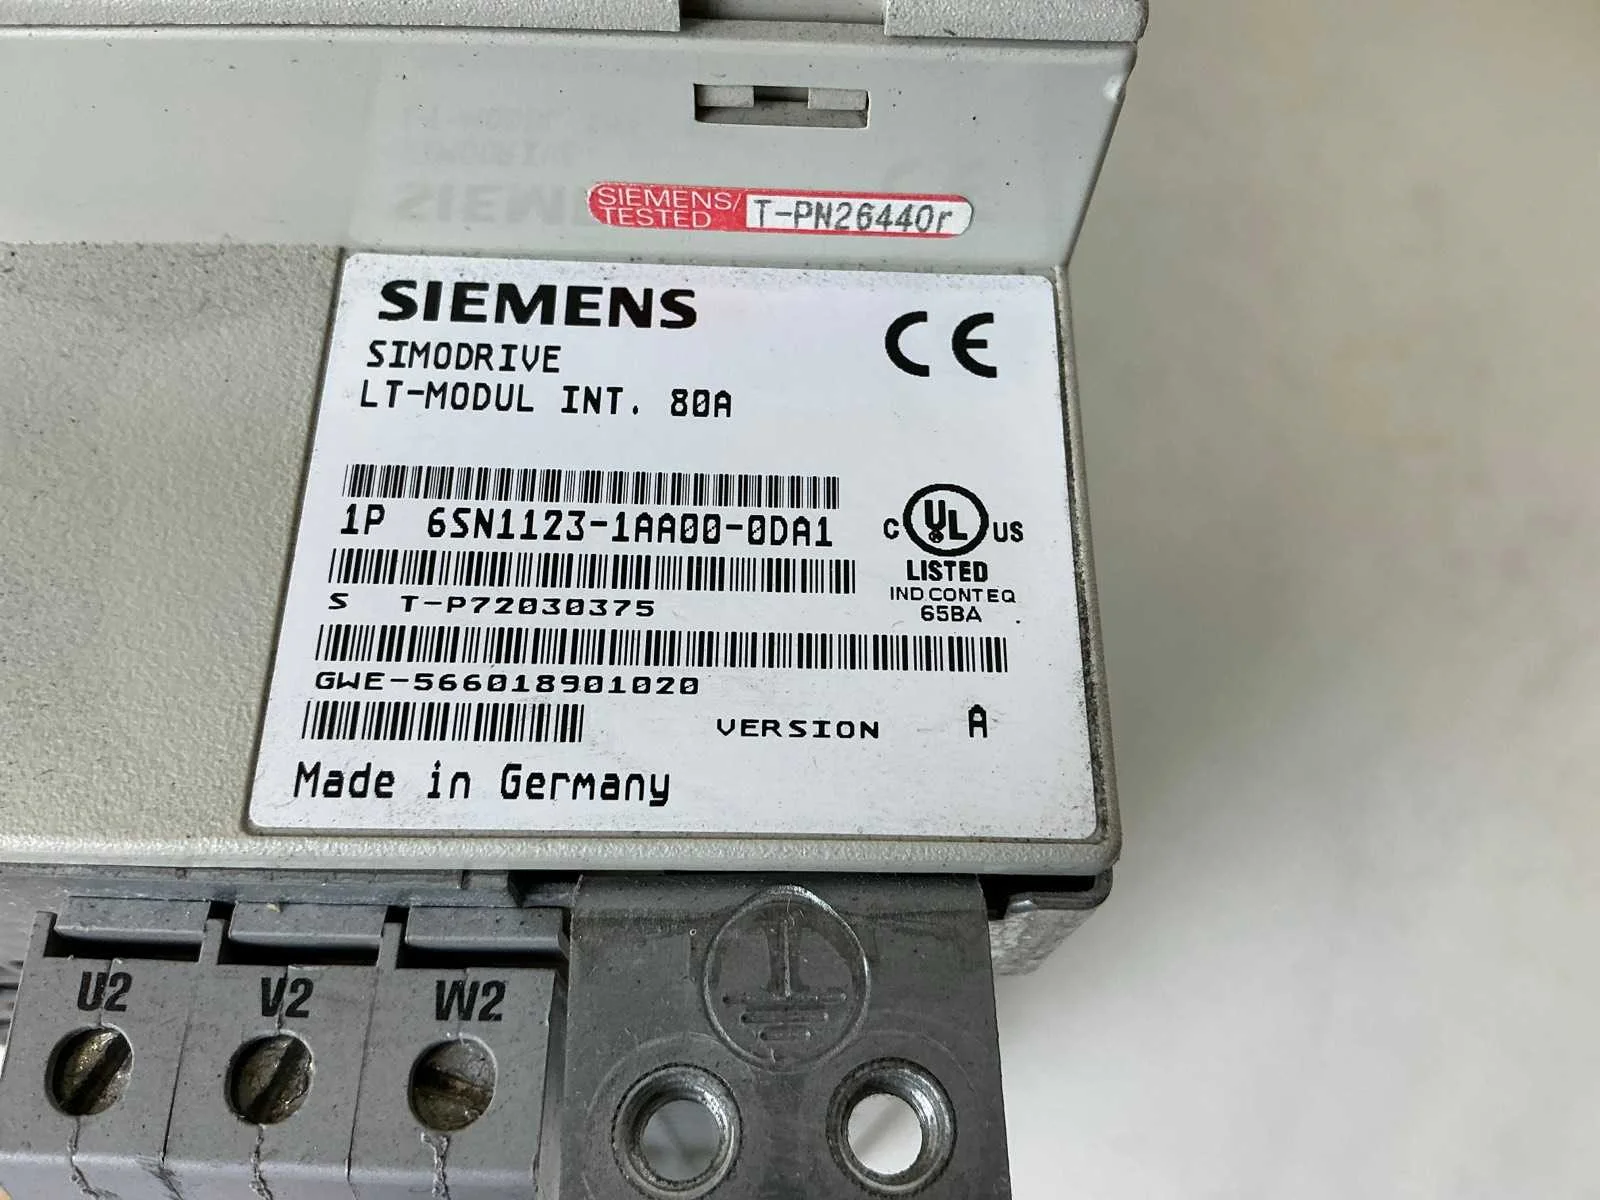 SIEMENS/
TESTED T-PN26440r
SIEMENS
CE
SIMODRIVE
LT-MODUL INT. 80A
1P 6SN1123-1AA00-0DA1
C UL US
LISTED
IND CONT EQ
65BA
S T-P72030375
GWE-566018901020
VERSION A
Made in Germany
U2 V2 W2